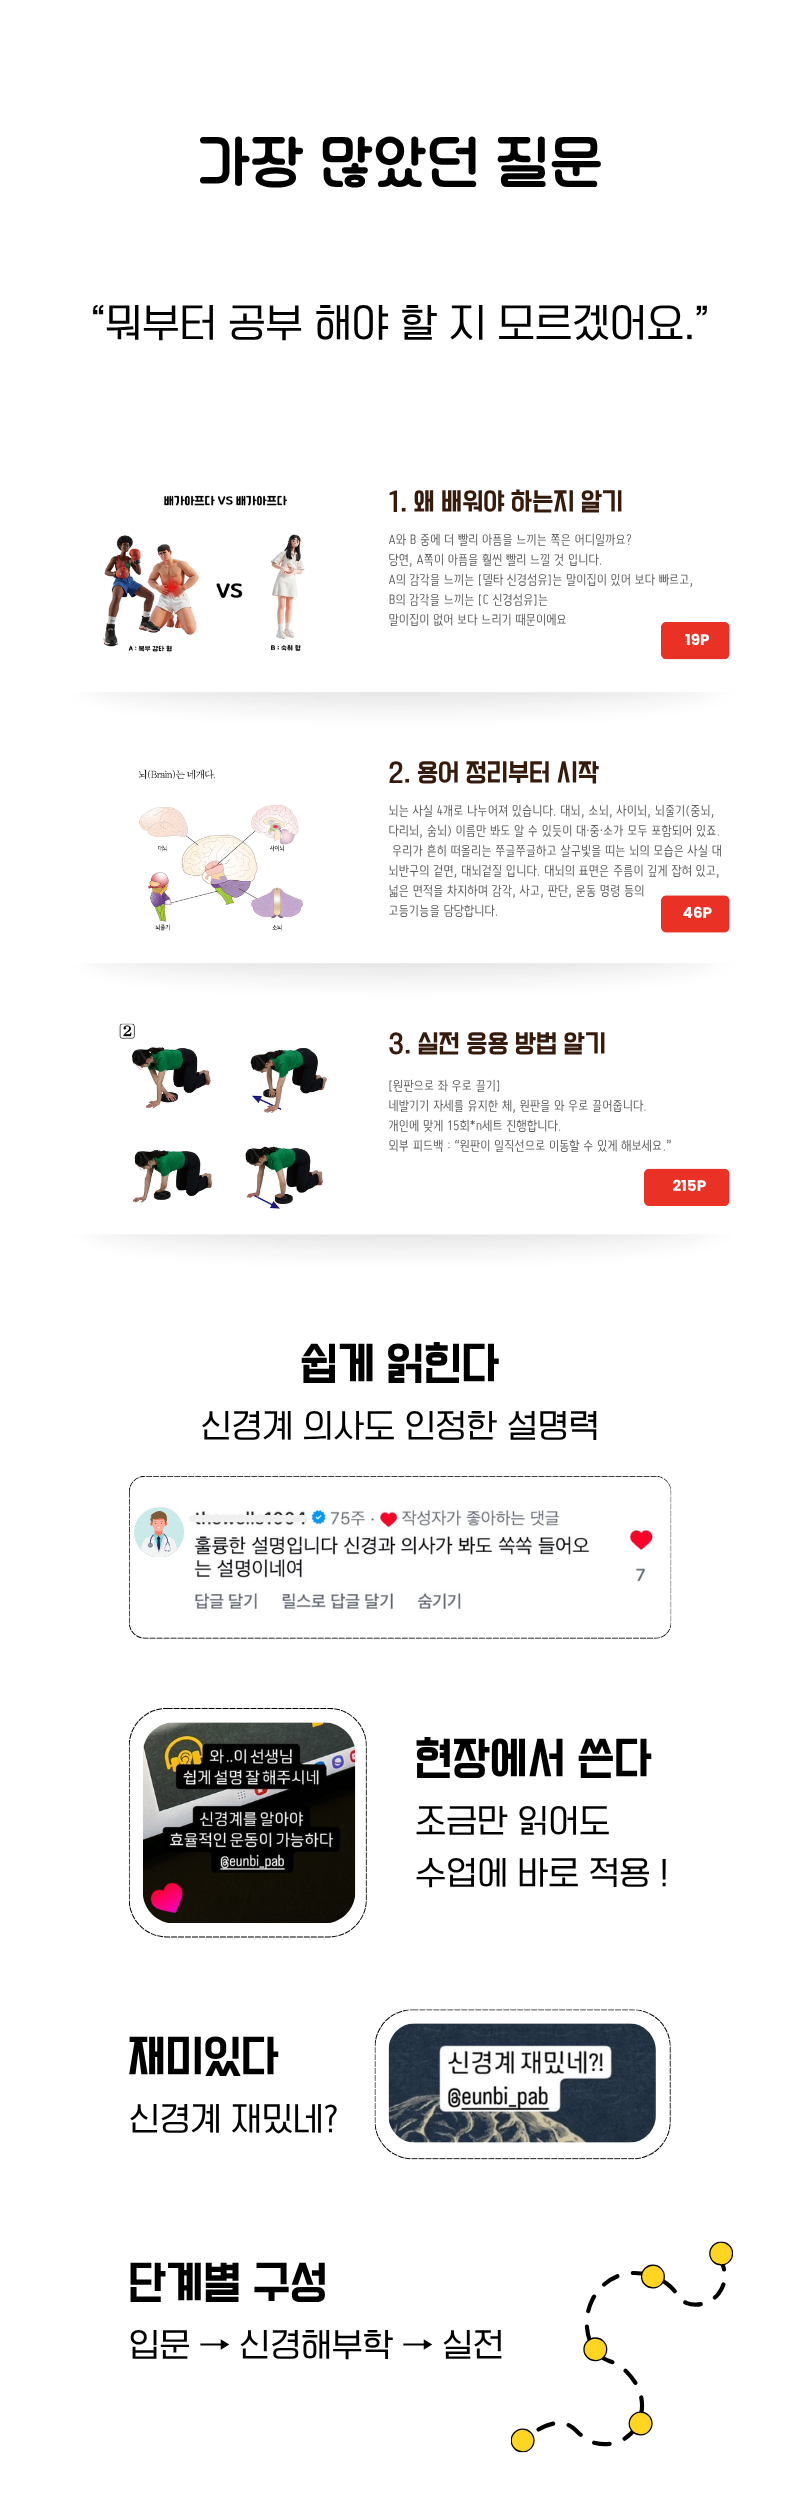 가장 많았던 질문
“뭐부터 공부 해야 할 지 모르겠어요.”
배가아프다 VS 배가아프다
VS
A : 복부 강타 형
B : 숙취 형
1. 왜 배워야 하는지 알기
A와 B 중에 더 빨리 아픔을 느끼는 쪽은 어디일까요?
당연, A쪽이 아픔을 훨씬 빨리 느낄 것 입니다.
A의 감각을 느끼는 [델타 신경섬유]는 말이집이 있어 보다 빠르고,
B의 감각을 느끼는 [C 신경섬유]는
말이집이 없어 보다 느리기 때문이에요
19P
뇌(Brain)는 네개다.
대뇌
사이뇌
뇌줄기
소뇌
2. 용어 정리부터 시작
뇌는 사실 4개로 나누어져 있습니다. 대뇌, 소뇌, 사이뇌, 뇌줄기(중뇌,
다리뇌, 숨뇌) 이름만 봐도 알 수 있듯이 대·중·소가 모두 포함되어 있죠.
우리가 흔히 떠올리는 쭈글쭈글하고 살구빛을 띠는 뇌의 모습은 사실 대
뇌반구의 겉면, 대뇌겉질 입니다. 대뇌의 표면은 주름이 깊게 잡혀 있고,
넓은 면적을 차지하며 감각, 사고, 판단, 운동 명령 등의
고등기능을 담당합니다.
46P
2
3. 실전 응용 방법 알기
[원판으로 좌 우로 끌기]
네발기기 자세를 유지한 체, 원판을 와 우로 끌어줍니다.
개인에 맞게 15회*n세트 진행합니다.
외부 피드백 : “원판이 일직선으로 이동할 수 있게 해보세요.”
215P
쉽게 읽힌다
신경계 의사도 인정한 설명력
75주 · 작성자가 좋아하는 댓글
훌륭한 설명입니다 신경과 의사가 봐도 쏙쏙 들어오
는 설명이네여
7
답글 달기 릴스로 답글 달기 숨기기
와..이 선생님
쉽게 설명 잘 해주시네
신경계를 알아야
효율적인 운동이 가능하다
@eunbi_pab
현장에서 쓴다
조금만 읽어도
수업에 바로 적용 !
재미있다
신경계 재밌네?
신경계 재밌네?!
@eunbi_pab
단계별 구성
입문 → 신경해부학 → 실전